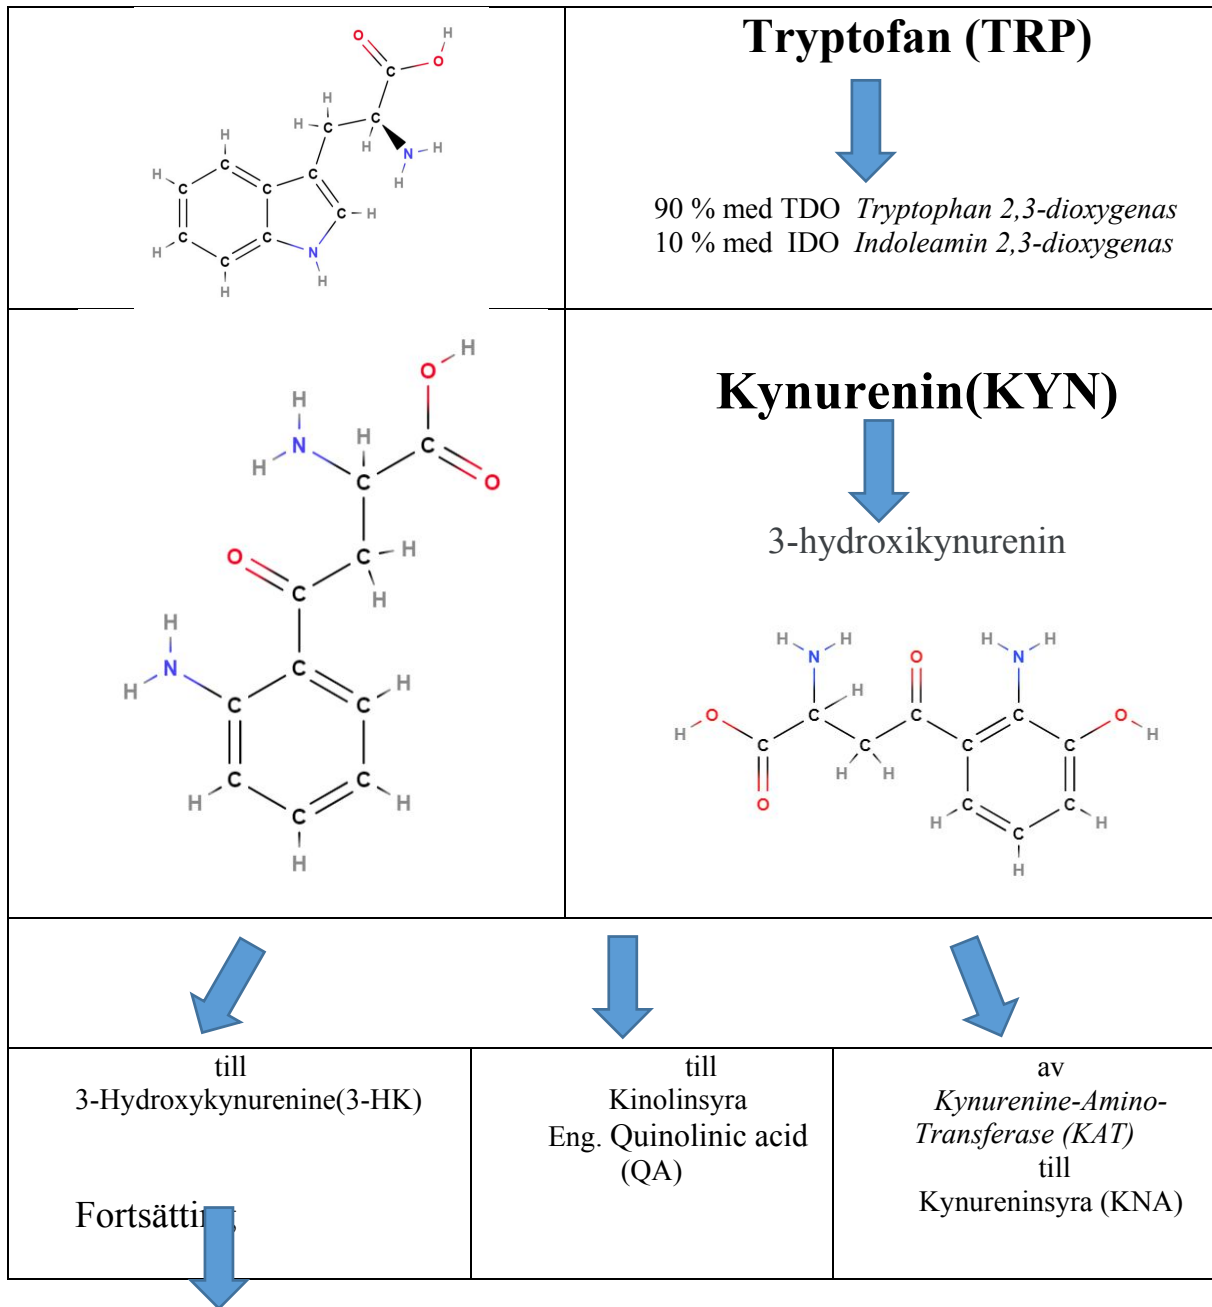 Tryptofan (TRP)
90 % med TDO Tryptophan 2,3-dioxygenas
10 % med IDO Indoleamin 2,3-dioxygenas
Kynurenin(KYN)
3-hydroxikynurenin
till
3-Hydroxykynurenine(3-HK)
Fortsätting
till
Kinolinsyra
Eng. Quinolinic acid
(QA)
av
Kynurenine-Amino-
Transferase (KAT)
till
Kynureninsyra (KNA)